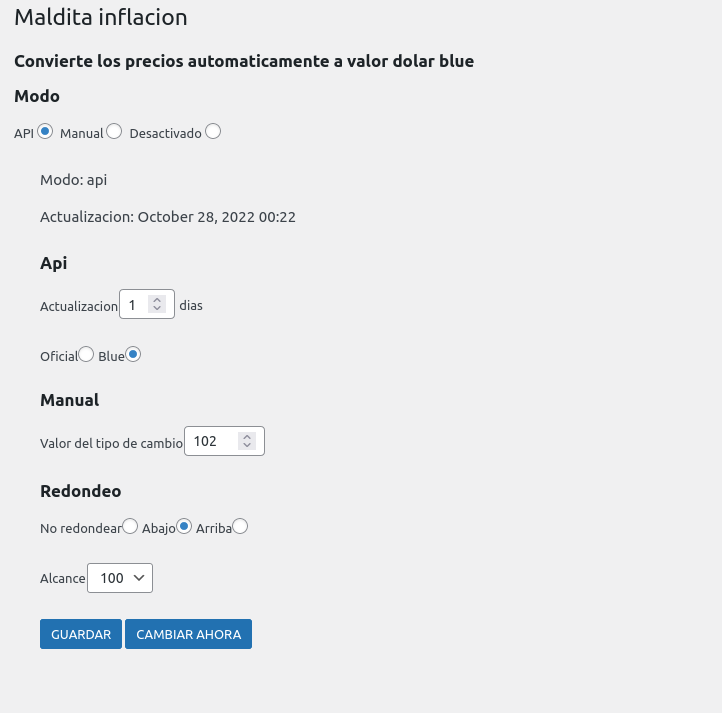 Maldita inflacion
Convierte los precios automaticamente a valor dolar blue
Modo
API Manual Desactivado
Modo: api
Actualizacion: October 28, 2022 00:22
Api
Actualizacion 1 dias
Oficial Blue
Manual
Valor del tipo de cambio 102
Redondeo
No redondear Abajo Arriba
Alcance 100
GUARDAR CAMBIAR AHORA